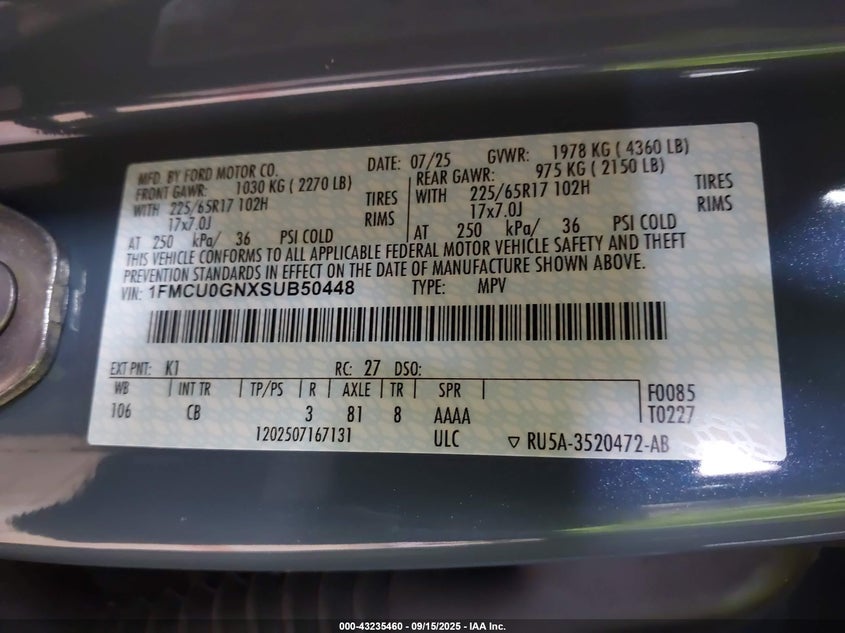 MFD. BY FORD MOTOR CO. DATE: 07/25 GVWR: 1978 KG ( 4360 LB)
FRONT GAWR: 1030 KG ( 2270 LB) REAR GAWR: 975 KG ( 2150 LB)
WITH 225/65R17 102H TIRES WITH 225/65R17 102H TIRES
17x7.0J RIMS 17x7.0J RIMS
AT 250 kPa/ 36 PSI COLD AT 250 kPa/ 36 PSI COLD
THIS VEHICLE CONFORMS TO ALL APPLICABLE FEDERAL MOTOR VEHICLE SAFETY AND THEFT
PREVENTION STANDARDS IN EFFECT ON THE DATE OF MANUFACTURE SHOWN ABOVE.
VIN: 1FMCU0GNXSUB50448 TYPE: MPV
EXT PNT: K1 RC: 27 DSO:
WB INT TR TP/PS R AXLE TR SPR F0085
106 CB 3 81 8 AAAA T0227
1202507167131 ULC ▽ RU5A-3520472-AB
000-43235460 - 09/15/2025 - IAA Inc.